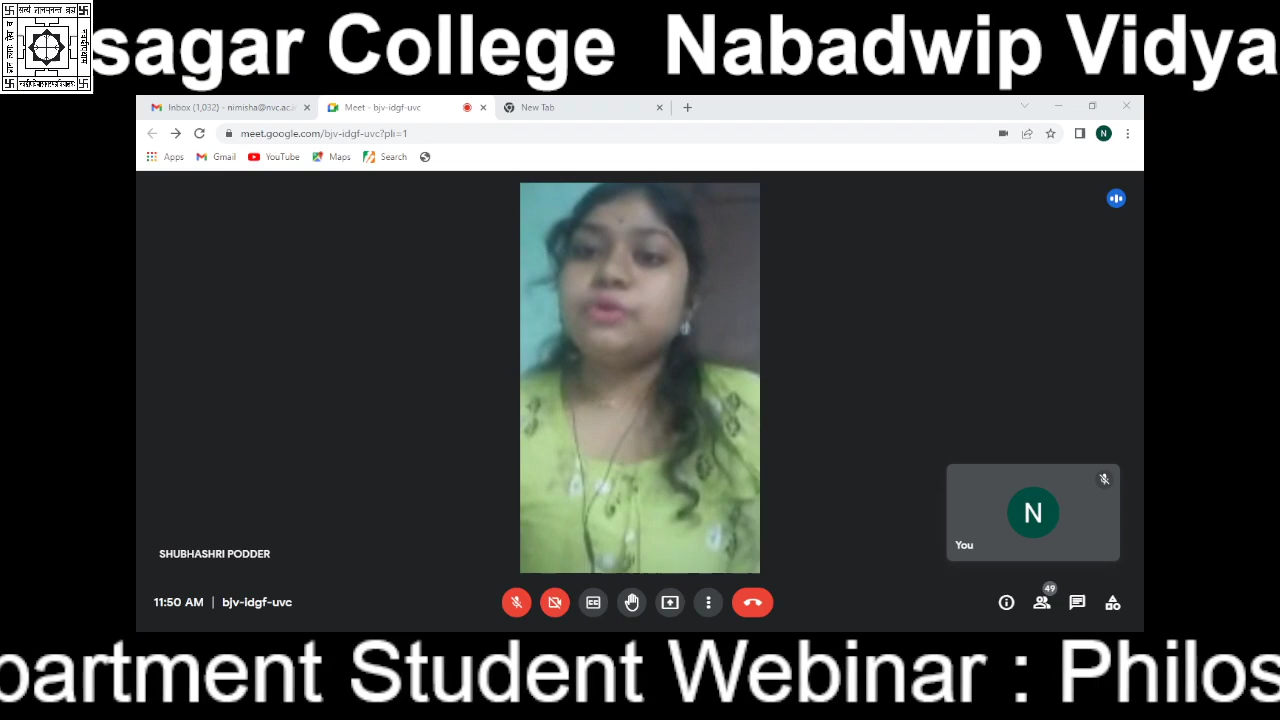 sagar College Nabadwip Vidya
Inbox (1,032) - nimisha@nvc.ac.
Meet - bjv-idgf-uvc
New Tab
meet.google.com/bjv-idgf-uvc?pli=1
N
Apps
Gmail
YouTube
Maps
Search
N
You
SHUBHASHRI PODDER
11:50 AM | bjv-idgf-uvc
49
partment Student Webinar : Philos